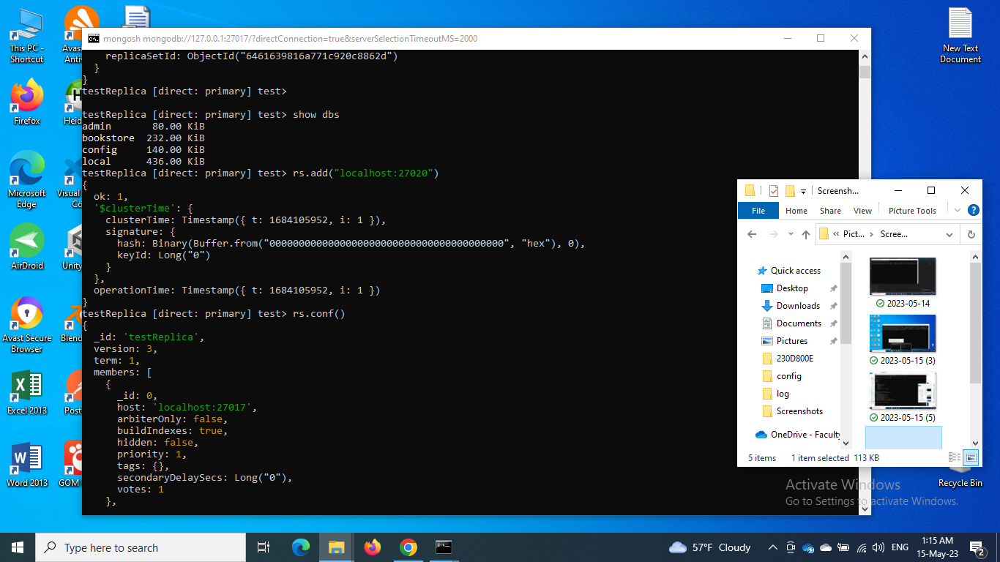 This PC -
Shortcut
Avast
Antiv
Firefox
Heid
Microsoft
Edge
Visual
Co
AirDroid
Unity
Avast Secure
Browser
Blend
Excel 2013
Post
Word 2013
GOM
mongosh mongodb://127.0.0.1:27017/?directConnection=true&serverSelectionTimeoutMS=2000
replicaSetId: ObjectId("6461639816a771c920c8862d")
}
}
testReplica [direct: primary] test>
testReplica [direct: primary] test> show dbs
admin 80.00 KiB
bookstore 232.00 KiB
config 140.00 KiB
local 436.00 KiB
testReplica [direct: primary] test> rs.add("localhost:27020")
{
ok: 1,
'$clusterTime': {
clusterTime: Timestamp({ t: 1684105952, i: 1 }),
signature: {
hash: Binary(Buffer.from("0000000000000000000000000000000000000000", "hex"), 0),
keyId: Long("0")
}
},
operationTime: Timestamp({ t: 1684105952, i: 1 })
}
testReplica [direct: primary] test> rs.conf()
{
_id: 'testReplica',
version: 3,
term: 1,
members: [
{
_id: 0,
host: 'localhost:27017',
arbiterOnly: false,
buildIndexes: true,
hidden: false,
priority: 1,
tags: {},
secondaryDelaySecs: Long("0"),
votes: 1
},
New Text
Document
Screensh...
File Home Share View Picture Tools
« Pict... › Scree...
Quick access
Desktop
Downloads
Documents
Pictures
230D800E
config
log
Screenshots
OneDrive - Faculty
2023-05-14
2023-05-15 (3)
2023-05-15 (5)
5 items 1 item selected 113 KB
Recycle Bin
Activate Windows
Go to Settings to activate Windows.
Type here to search
57°F Cloudy
ENG
1:15 AM
15-May-23
2